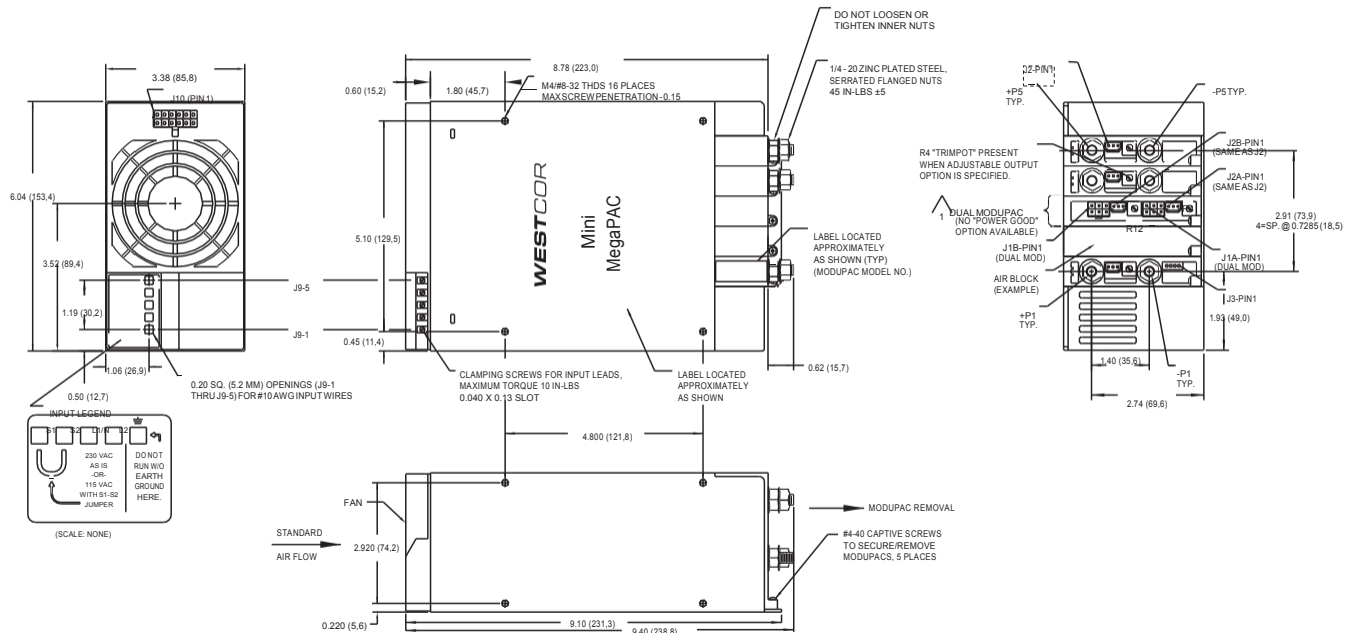 3.38 (85,8)
J10 (PIN 1)
6.04 (153,4)
3.52 (89,4)
1.19 (30,2)
1.06 (26,9)
0.50 (12,7)
J9-5
J9-1
0.20 SQ. (5.2 MM) OPENINGS (J9-1
THRU J9-5) FOR #10 AWG INPUT WIRES
INPUT LEGEND
S1 S2 L1/N L2
230 VAC
AS IS
-OR-
115 VAC
WITH S1-S2
JUMPER
DO NOT
RUN W/O
EARTH
GROUND
HERE.
(SCALE: NONE)
8.78 (223,0)
0.60 (15,2)
1.80 (45,7)
M4/#8-32 THDS 16 PLACES
MAX SCREW PENETRATION - 0.15
5.10 (129,5)
0.45 (11,4)
WESTCOR
Mini
MegaPAC
DO NOT LOOSEN OR
TIGHTEN INNER NUTS
1/4 - 20 ZINC PLATED STEEL,
SERRATED FLANGED NUTS
45 IN-LBS ±5
LABEL LOCATED
APPROXIMATELY
AS SHOWN (TYP)
(MODUPAC MODEL NO.)
0.62 (15,7)
CLAMPING SCREWS FOR INPUT LEADS,
MAXIMUM TORQUE 10 IN-LBS
0.040 X 0.13 SLOT
LABEL LOCATED
APPROXIMATELY
AS SHOWN
J2-PIN1
+P5
TYP.
-P5 TYP.
R4 "TRIMPOT" PRESENT
WHEN ADJUSTABLE OUTPUT
OPTION IS SPECIFIED.
J2B-PIN1
(SAME AS J2)
J2A-PIN1
(SAME AS J2)
1
DUAL MODUPAC
(NO "POWER GOOD"
OPTION AVAILABLE)
R12
2.91 (73,9)
4=SP. @ 0.7285 (18,5)
J1B-PIN1
(DUAL MOD)
J1A-PIN1
(DUAL MOD)
AIR BLOCK
(EXAMPLE)
J3-PIN1
+P1
TYP.
1.93 (49,0)
1.40 (35,6)
-P1
TYP.
2.74 (69,6)
4.800 (121,8)
FAN
STANDARD
AIR FLOW
2.920 (74,2)
0.220 (5,6)
MODUPAC REMOVAL
#4-40 CAPTIVE SCREWS
TO SECURE/REMOVE
MODUPACS, 5 PLACES
9.10 (231,3)
9.40 (238,8)